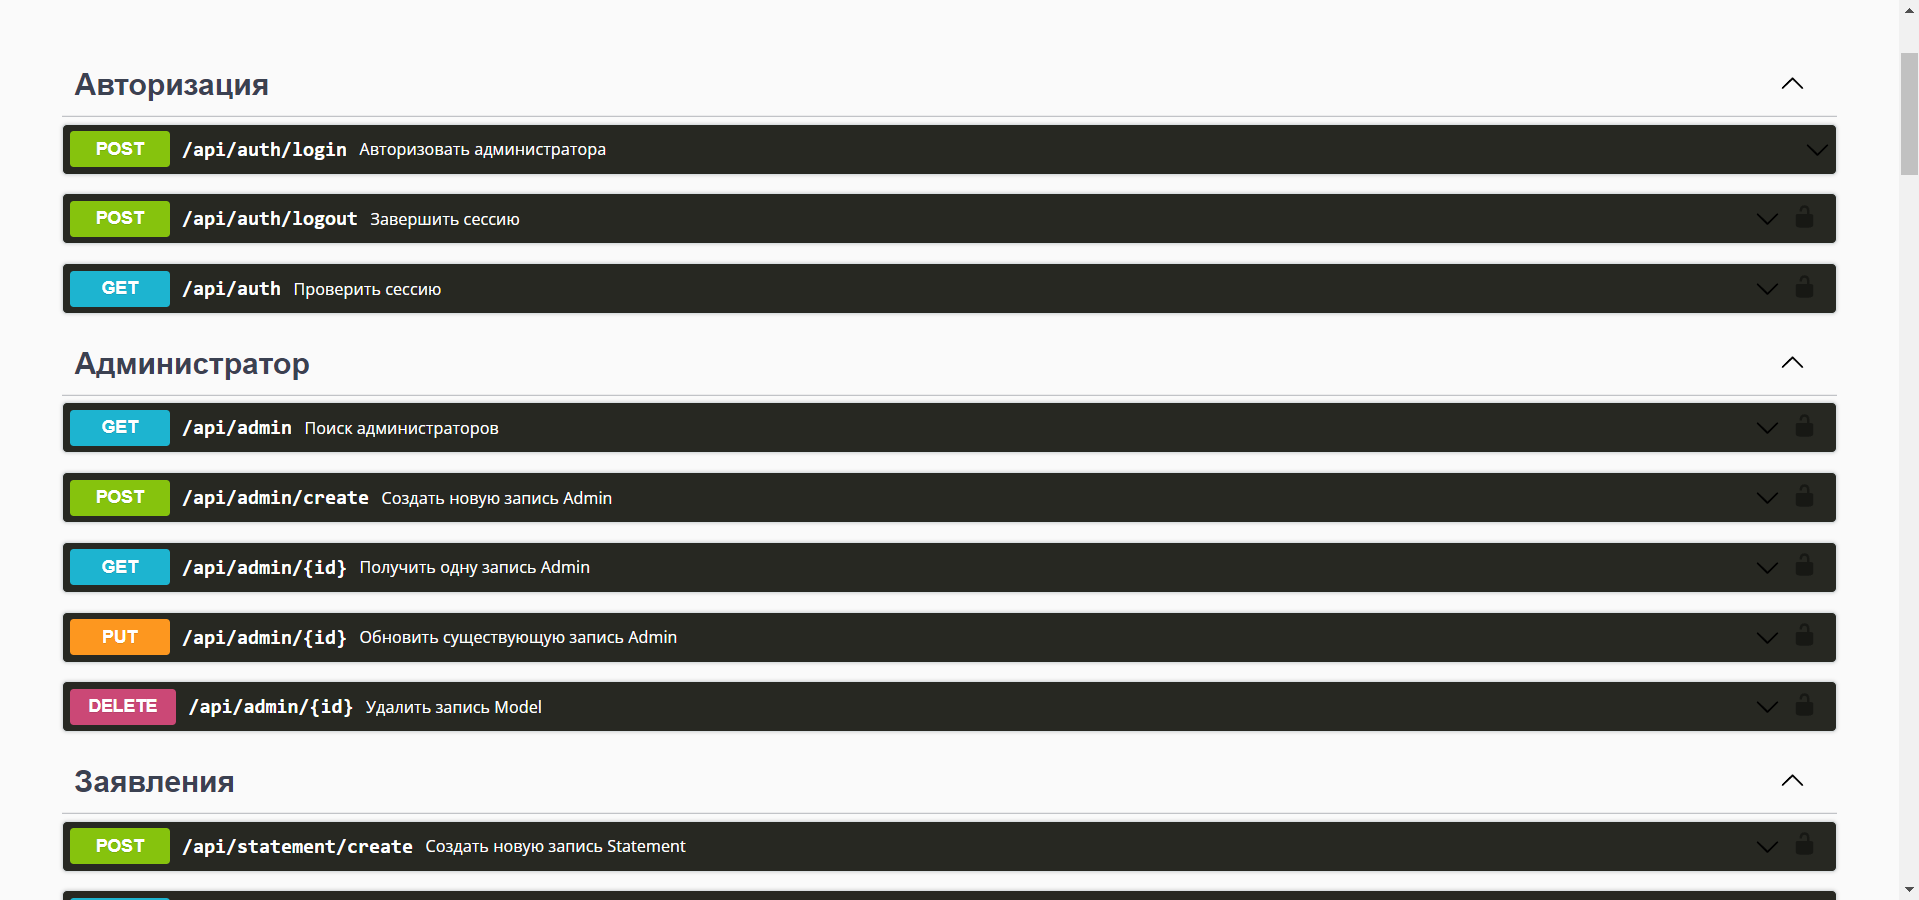 Авторизация
POST /api/auth/login Авторизовать администратора
POST /api/auth/logout Завершить сессию
GET /api/auth Проверить сессию
Администратор
GET /api/admin Поиск администраторов
POST /api/admin/create Создать новую запись Admin
GET /api/admin/{id} Получить одну запись Admin
PUT /api/admin/{id} Обновить существующую запись Admin
DELETE /api/admin/{id} Удалить запись Model
Заявления
POST /api/statement/create Создать новую запись Statement